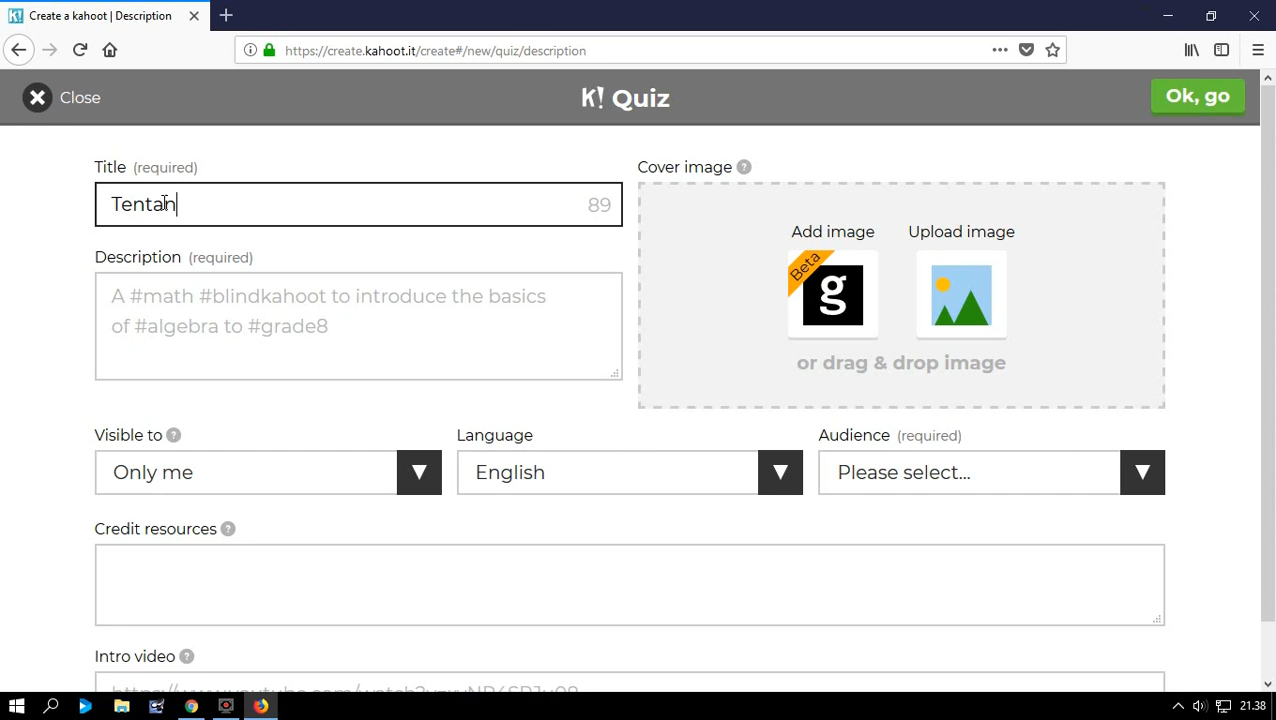 Create a kahoot | Description
https://create.kahoot.it/create#/new/quiz/description
Close
K! Quiz
Ok, go
Title (required)
Tentan
89
Description (required)
A #math #blindkahoot to introduce the basics
of #algebra to #grade8
Cover image ?
Add image
Upload image
Beta
g
or drag & drop image
Visible to ?
Only me
Language
English
Audience (required)
Please select...
Credit resources ?
Intro video ?
21.38